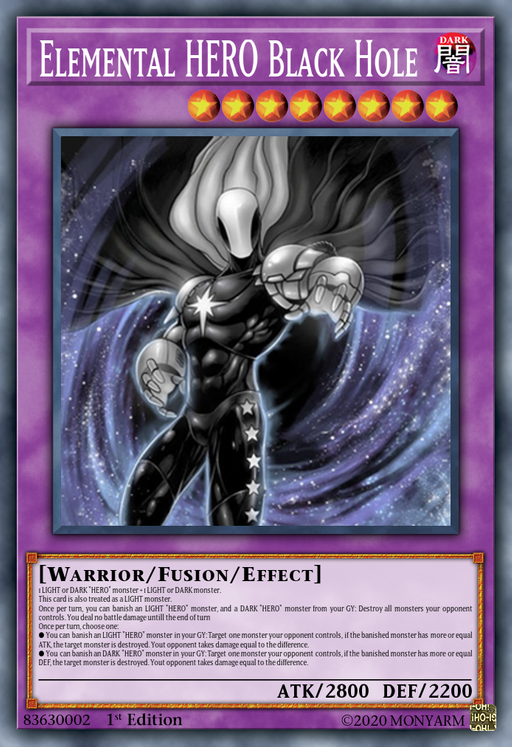 Elemental HERO Black Hole
DARK
闇
[Warrior/Fusion/Effect]
1 LIGHT or DARK "HERO" monster + 1 LIGHT or DARK monster.
This card is also treated as a LIGHT monster.
Once per turn, you can banish an LIGHT "HERO" monster, and a DARK "HERO" monster from your GY: Destroy all monsters your opponent
controls. You deal no battle damage untill the end of turn
Once per turn, choose one:
● You can banish an LIGHT "HERO" monster in your GY: Target one monster your opponent controls, if the banished monster has more or equal
ATK, the target monster is destroyed. Yout opponent takes damage equal to the difference.
● You can banish an DARK "HERO" monster in your GY: Target one monster your opponent controls, if the banished monster has more or equal
DEF, the target monster is destroyed. Yout opponent takes damage equal to the difference.
ATK/2800 DEF/2200
83630002 1st Edition ©2020 MONYARM